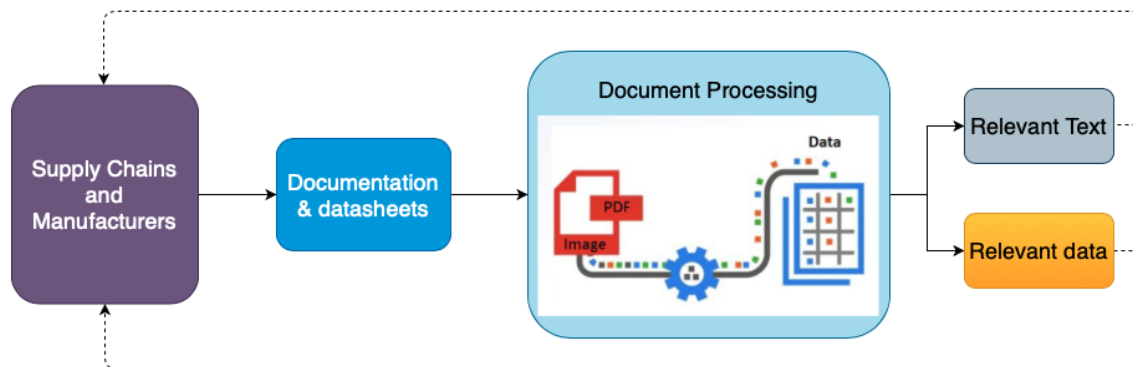 Supply Chains
and
Manufacturers
Documentation
& datasheets
Document Processing
Data
PDF
Image
Relevant Text
Relevant data